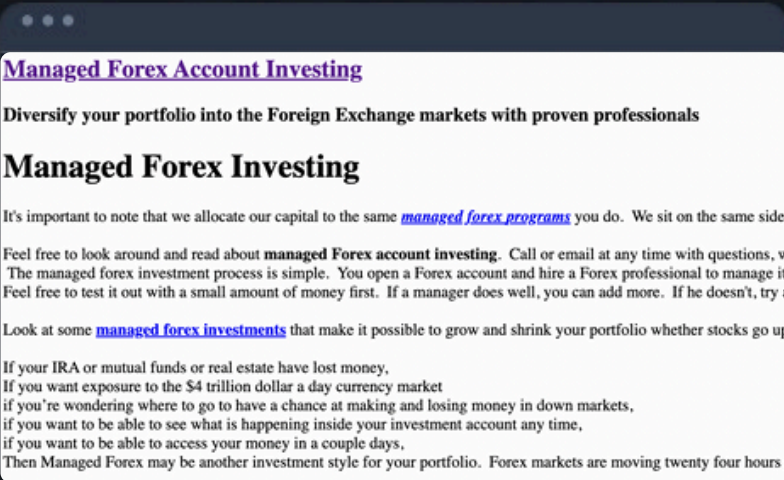 Managed Forex Account Investing
Diversify your portfolio into the Foreign Exchange markets with proven professionals
Managed Forex Investing
It's important to note that we allocate our capital to the same managed forex programs you do.  We sit on the same side
Feel free to look around and read about managed Forex account investing.  Call or email at any time with questions,
The managed forex investment process is simple.  You open a Forex account and hire a Forex professional to manage it
Feel free to test it out with a small amount of money first.  If a manager does well, you can add more.  If he doesn't, try
Look at some managed forex investments that make it possible to grow and shrink your portfolio whether stocks go up
If your IRA or mutual funds or real estate have lost money,
If you want exposure to the $4 trillion dollar a day currency market
if you're wondering where to go to have a chance at making and losing money in down markets,
if you want to be able to see what is happening inside your investment account any time,
if you want to be able to access your money in a couple days,
Then Managed Forex may be another investment style for your portfolio.  Forex markets are moving twenty four hours